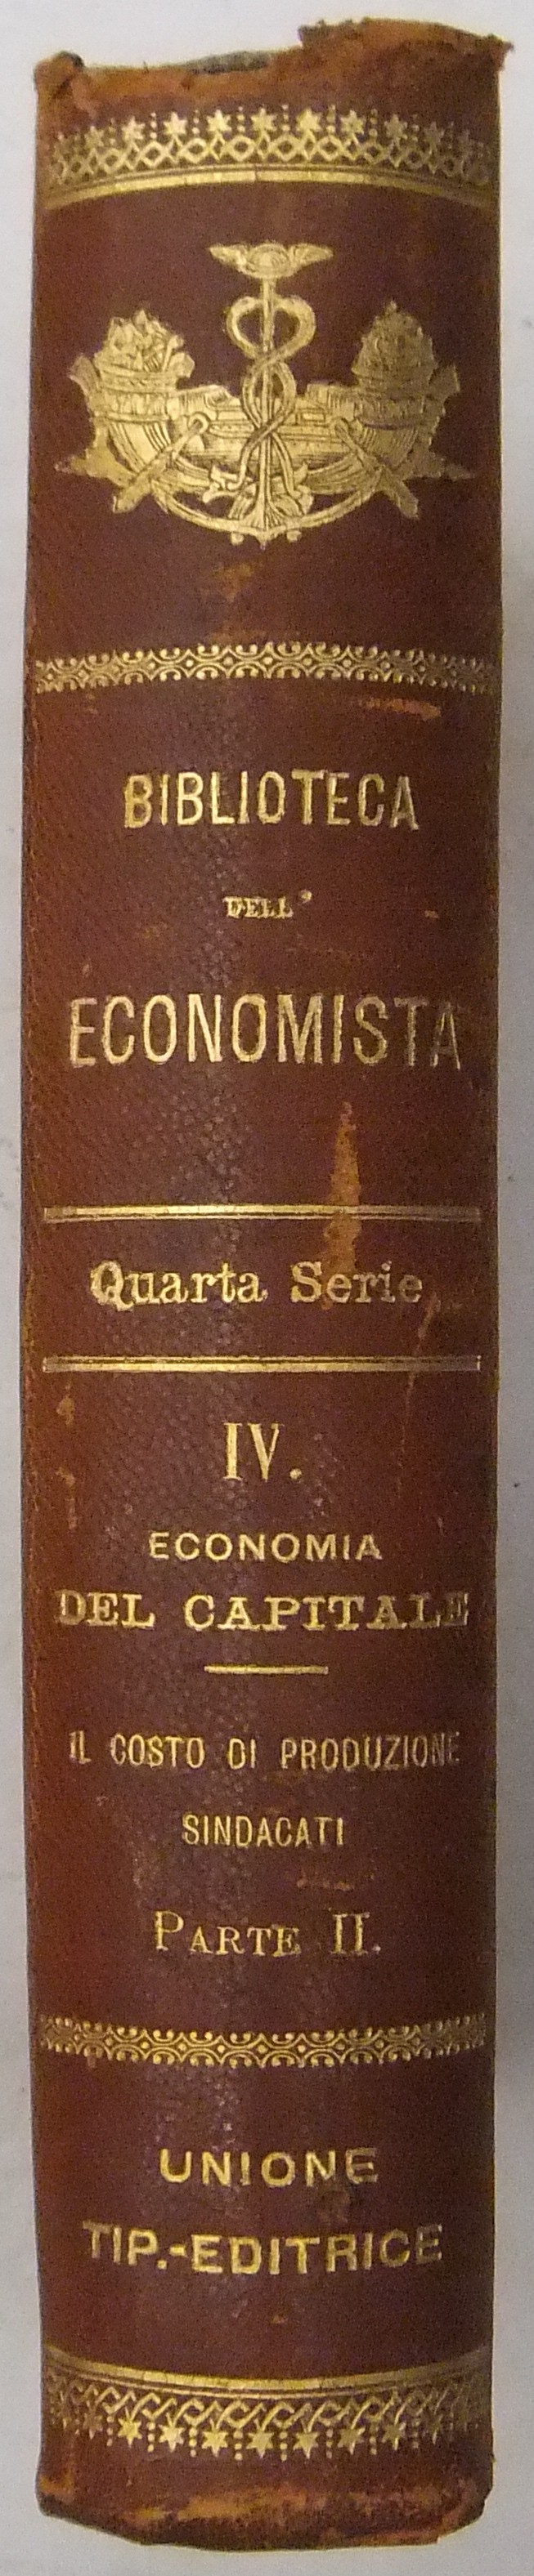 BIBLIOTECA
DELL'
ECONOMISTA
Quarta Serie
IV.
ECONOMIA
DEL CAPITALE
IL COSTO DI PRODUZIONE
SINDACATI
PARTE II.
UNIONE
TIP.-EDITRICE